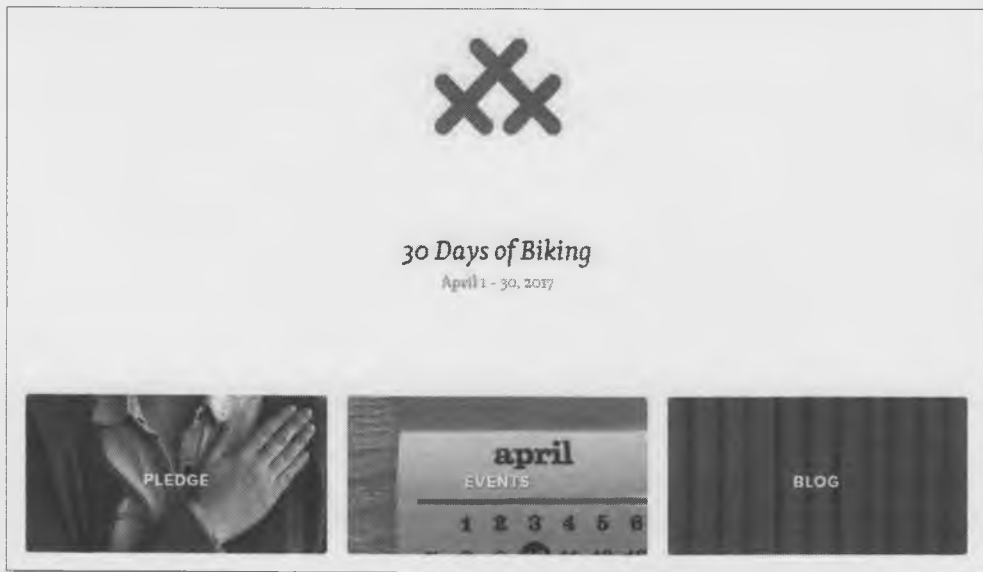 30 Days of Biking
April 1 - 30, 2017
PLEDGE
april
EVENTS
1 2 3 4 5 6
BLOG